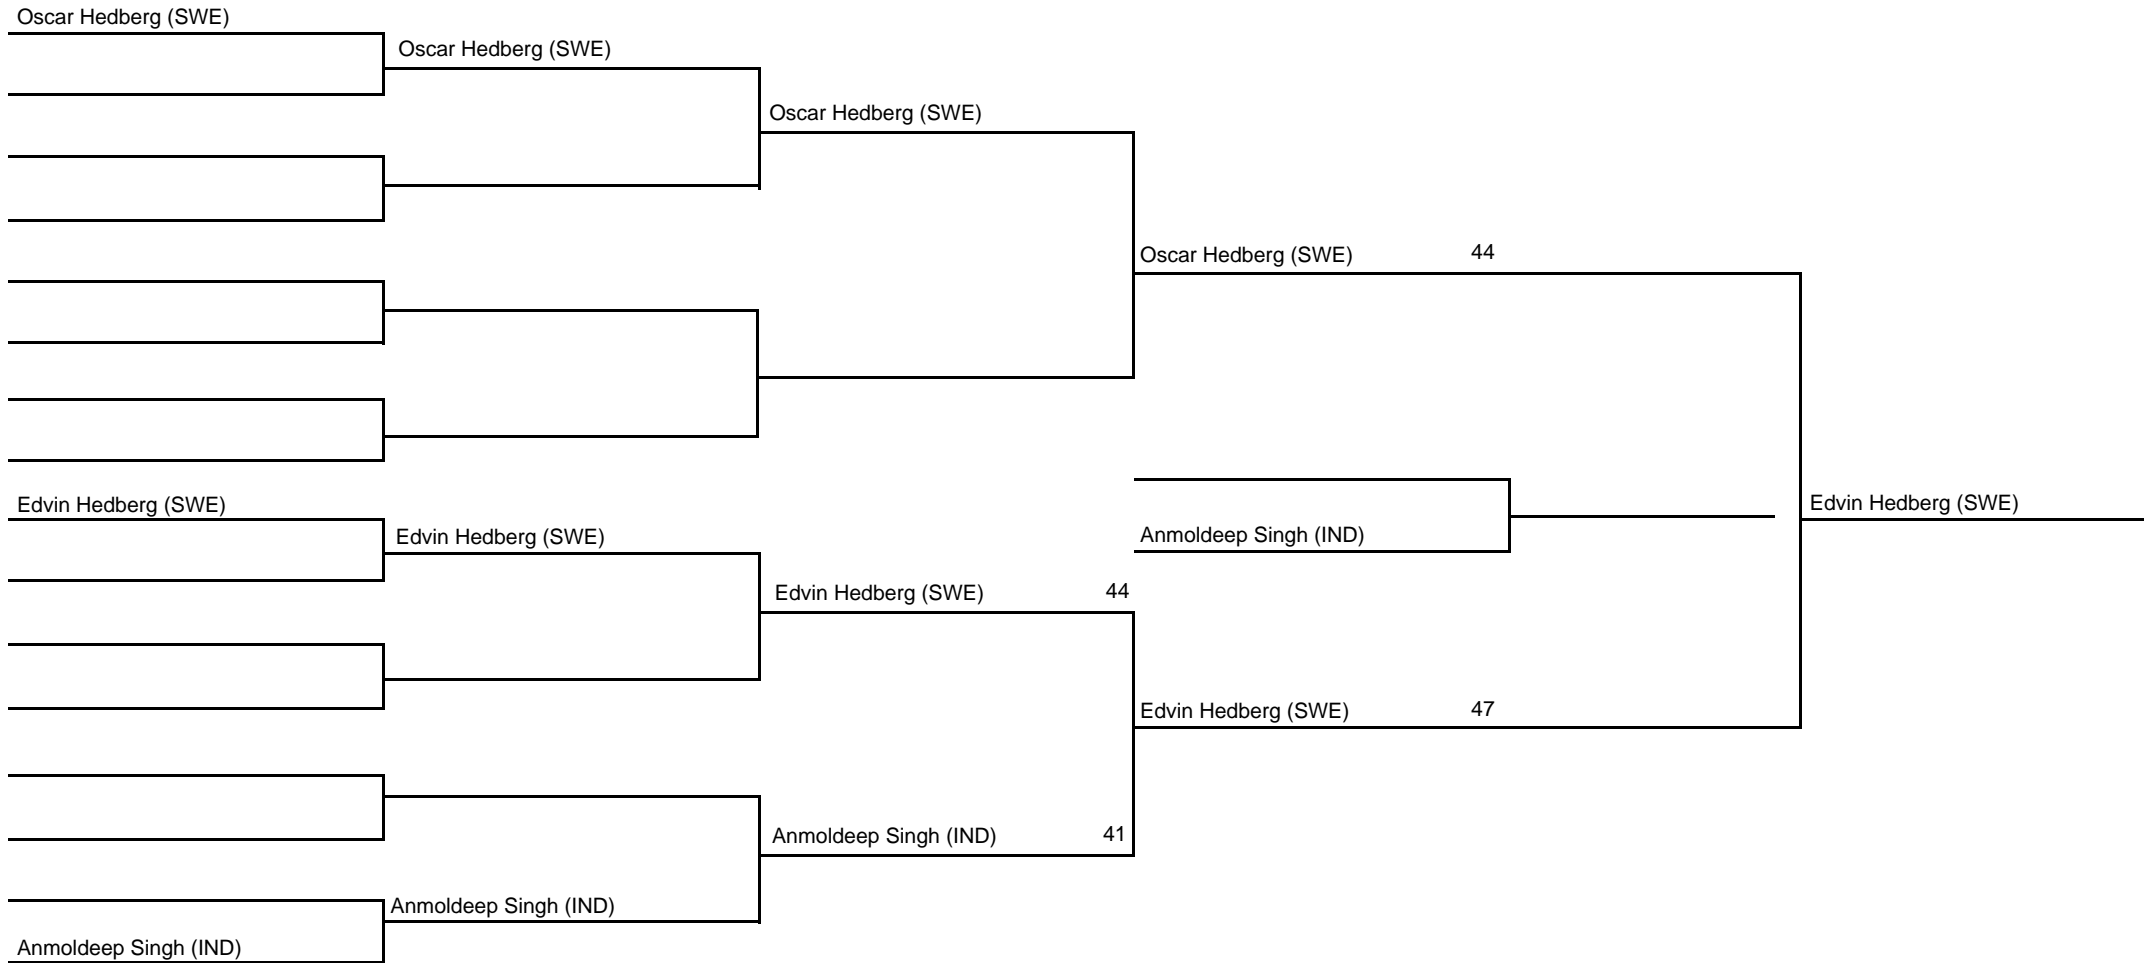 Oscar Hedberg (SWE)
Oscar Hedberg (SWE)
Oscar Hedberg (SWE)
Oscar Hedberg (SWE) 44
Edvin Hedberg (SWE)
Edvin Hedberg (SWE)
Edvin Hedberg (SWE)
Anmoldeep Singh (IND)
Edvin Hedberg (SWE) 44
Edvin Hedberg (SWE) 47
Anmoldeep Singh (IND) 41
Anmoldeep Singh (IND)
Anmoldeep Singh (IND)